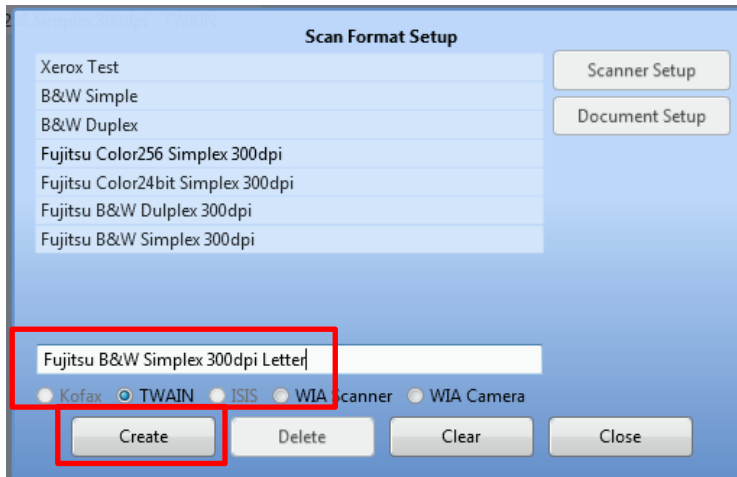 Scan Format Setup
Xerox Test
Scanner Setup
B&W Simple
B&W Duplex
Document Setup
Fujitsu Color256 Simplex 300dpi
Fujitsu Color24bit Simplex 300dpi
Fujitsu B&W Dulplex 300dpi
Fujitsu B&W Simplex 300dpi
Fujitsu B&W Simplex 300dpi Letter
Kofax TWAIN ISIS WIA Scanner WIA Camera
Create Delete Clear Close